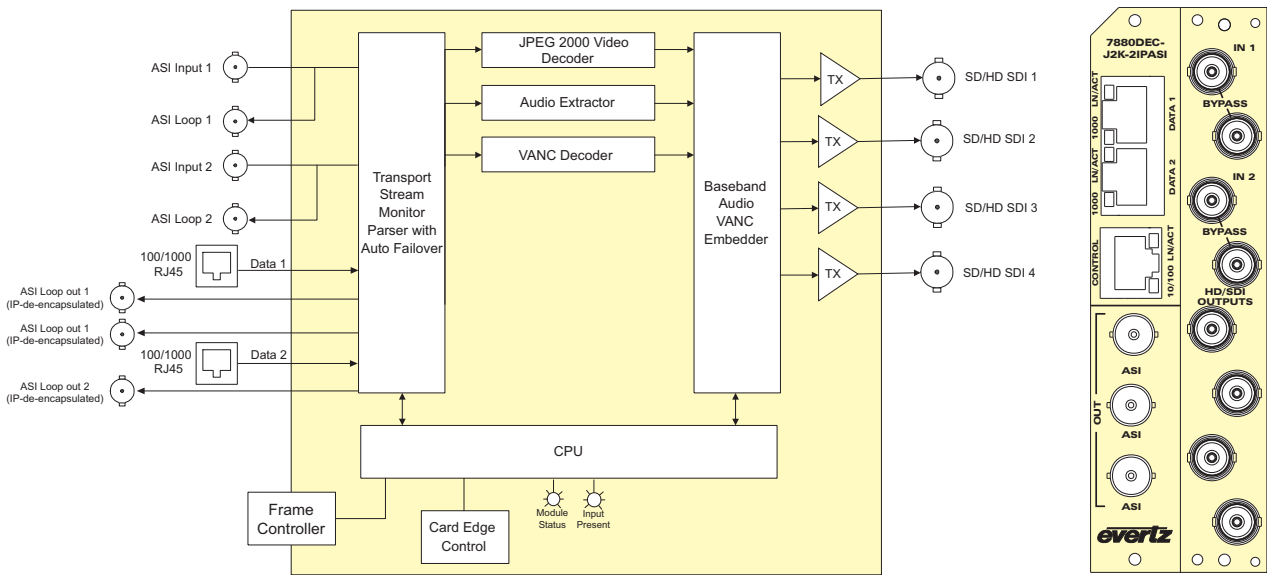 JPEG 2000 Video
Decoder
Audio Extractor
VANC Decoder
ASI Input 1
ASI Loop 1
ASI Input 2
ASI Loop 2
100/1000
RJ45
Data 1
ASI Loop out 1
(IP-de-encapsulated)
ASI Loop out 1
(IP-de-encapsulated)
100/1000
RJ45
Data 2
ASI Loop out 2
(IP-de-encapsulated)
Transport
Stream
Monitor
Parser with
Auto Failover
Baseband
Audio
VANC
Embedder
TX
SD/HD SDI 1
TX
SD/HD SDI 2
TX
SD/HD SDI 3
TX
SD/HD SDI 4
CPU
Frame
Controller
Card Edge
Control
Module
Status
Input
Present
7880DEC-
J2K-2IPASI
1000 LN/ACT
DATA 1
1000 LN/ACT
DATA 2
CONTROL
10/100 LN/ACT
OUT
ASI
ASI
ASI
evertz
IN 1
BYPASS
IN 2
BYPASS
HD/SDI
OUTPUTS